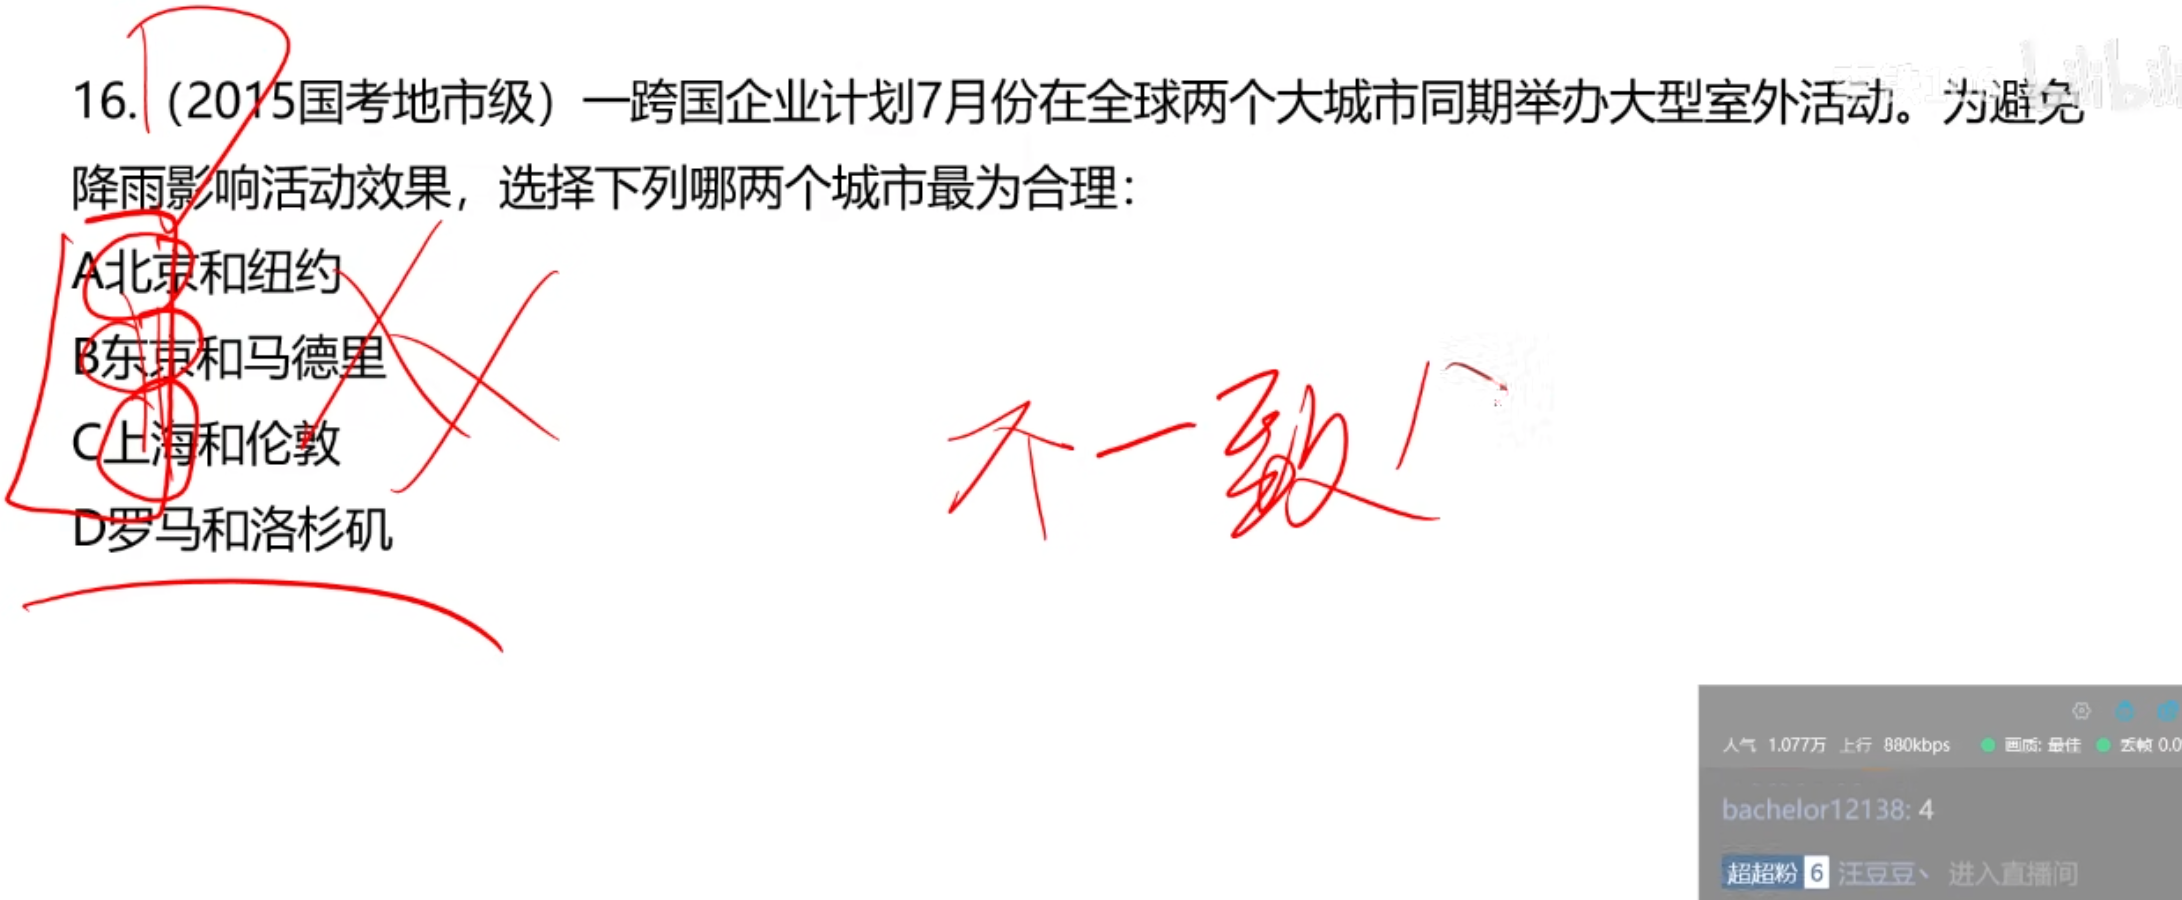 16.（2015国考地市级）一跨国企业计划7月份在全球两个大城市同期举办大型室外活动。为避免
降雨影响活动效果，选择下列哪两个城市最为合理：
A北京和纽约
B东京和马德里
C上海和伦敦
D罗马和洛杉矶
不一致
人气 1.077万 上行 880kbps 画质: 最佳 丢帧 0.0
bachelor12138: 4
超超粉 6 汪豆豆丶 进入直播间